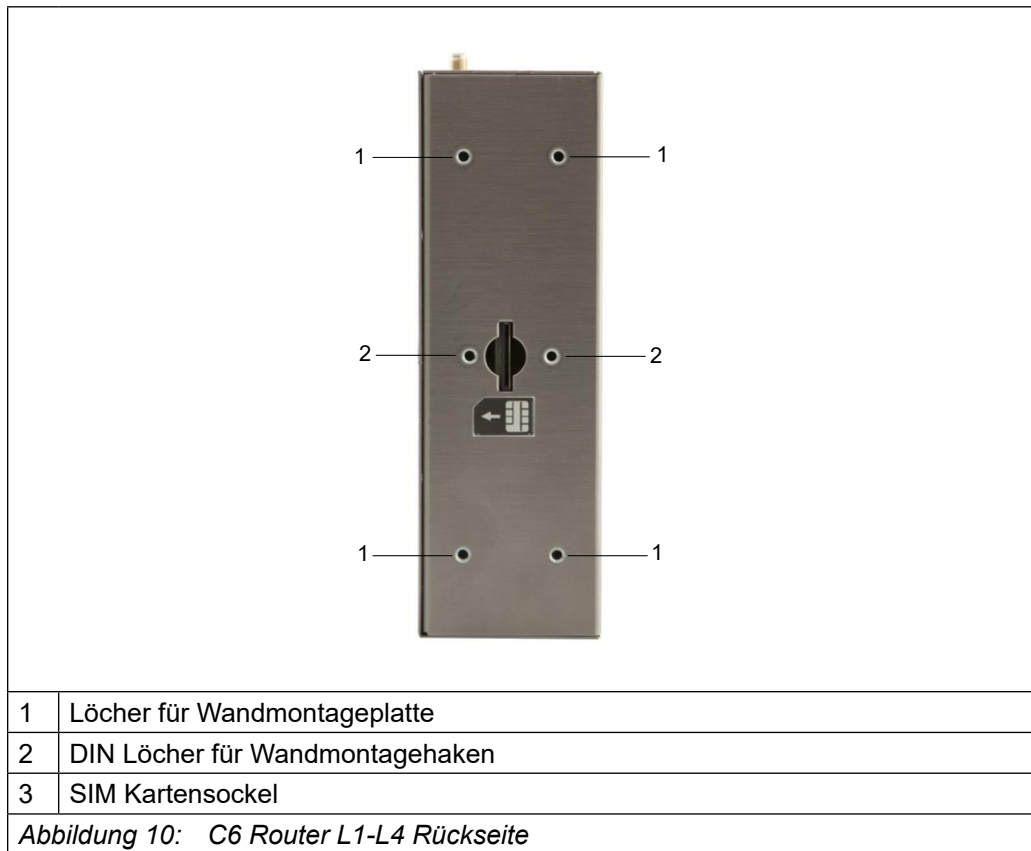 1 1
2 2
1 1
1 Löcher für Wandmontageplatte
2 DIN Löcher für Wandmontagehaken
3 SIM Kartensockel
Abbildung 10: C6 Router L1-L4 Rückseite